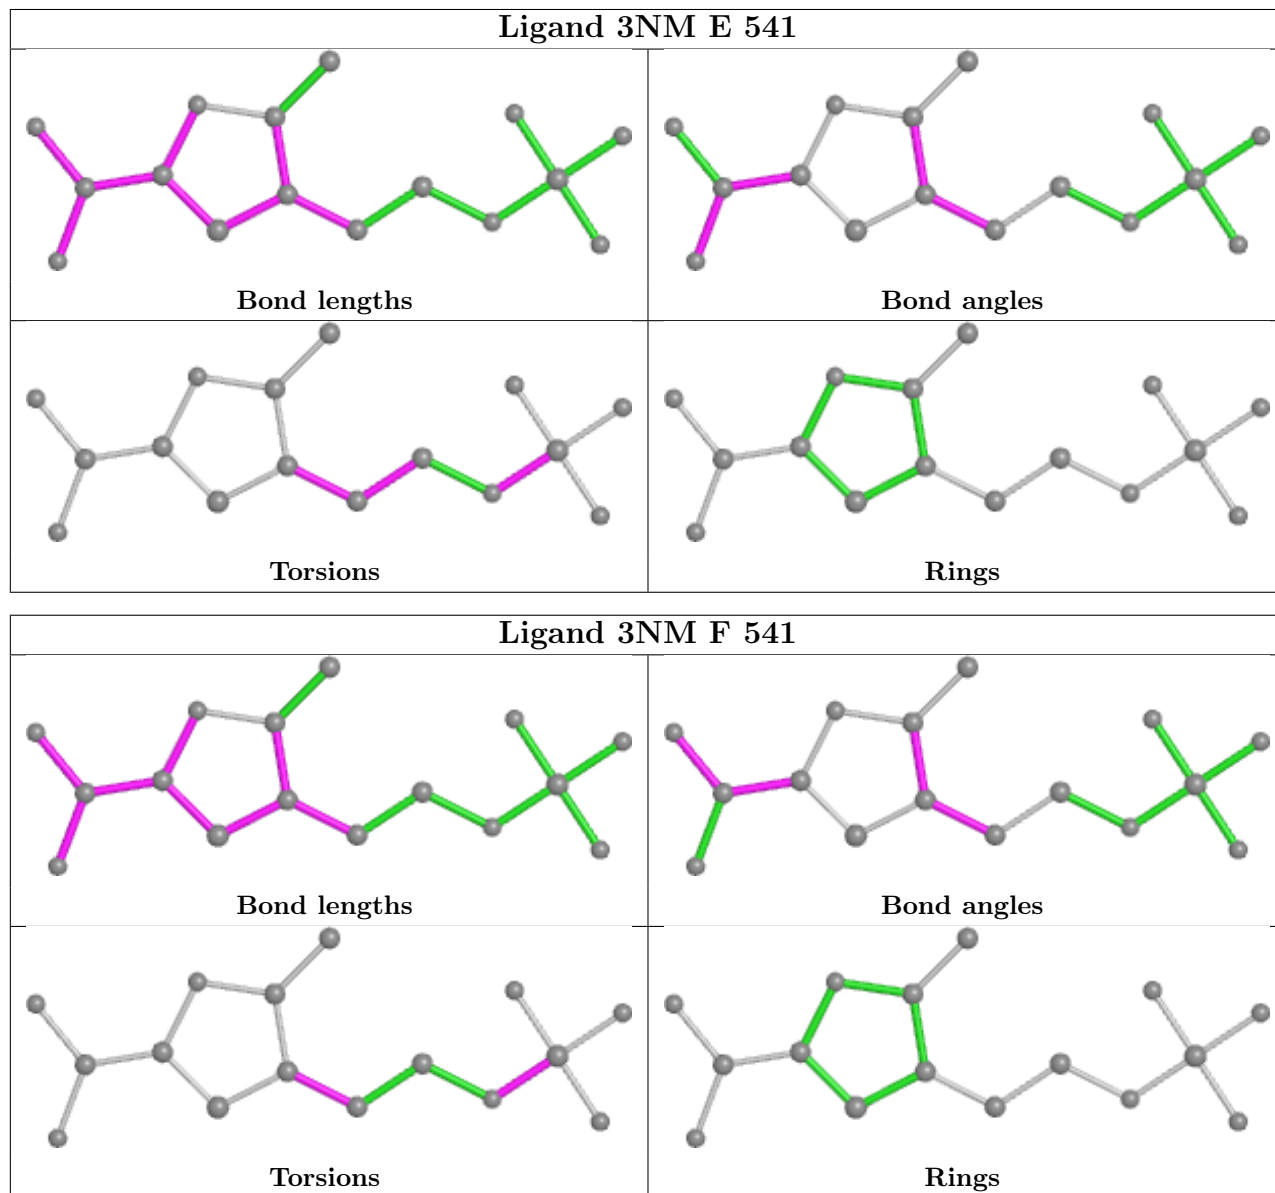 Ligand 3NM E 541
Bond lengths
Bond angles
Torsions
Rings
Ligand 3NM F 541
Bond lengths
Bond angles
Torsions
Rings